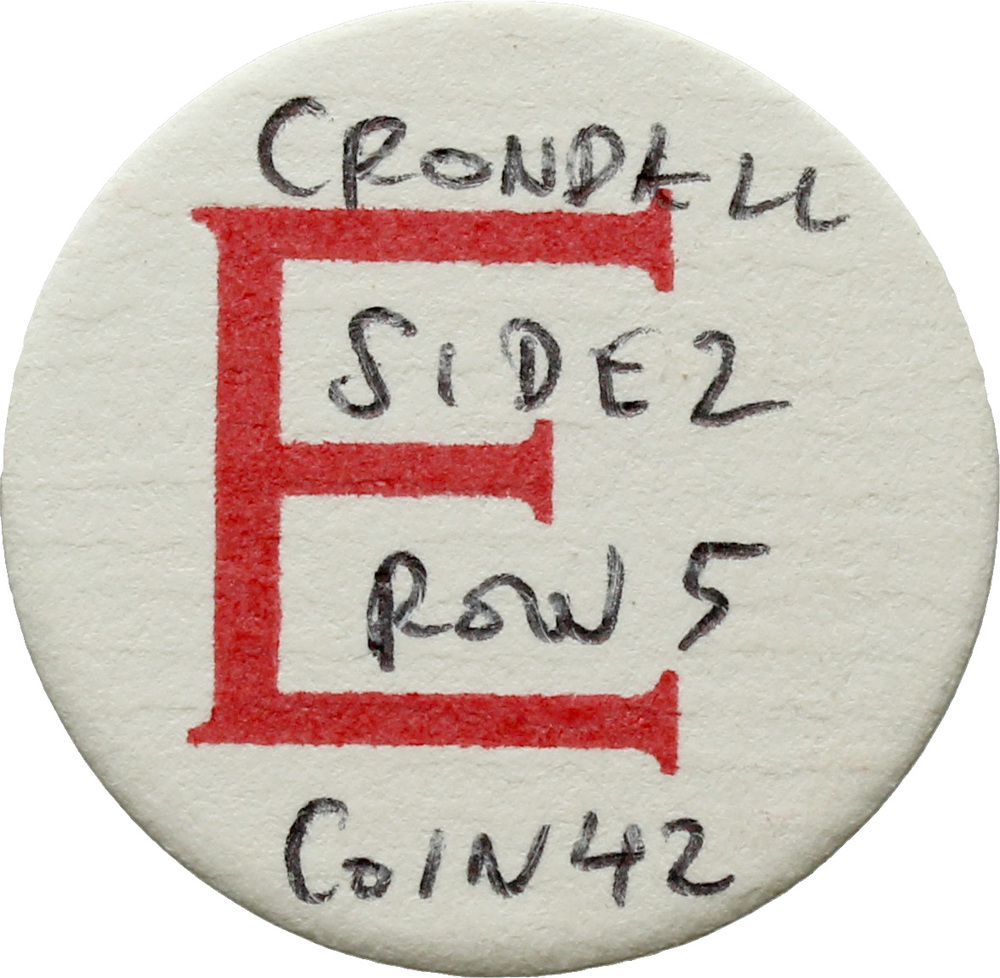 CRONDALL
E
SIDE 2
ROW 5
COIN 42